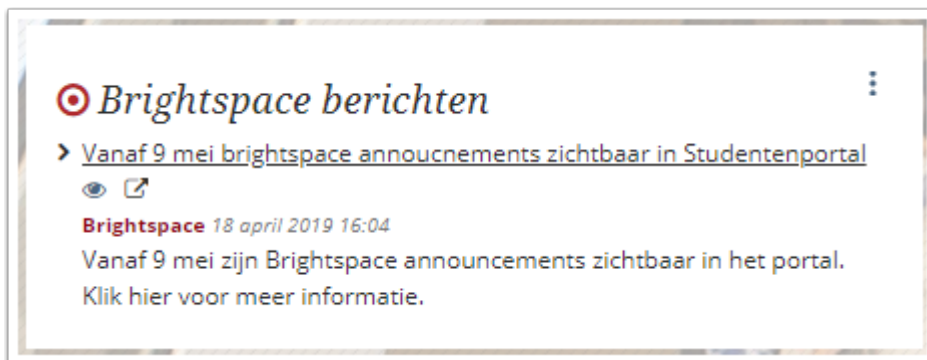 Brightspace berichten
Vanaf 9 mei brightspace annoucnements zichtbaar in Studentenportal
Brightspace 18 april 2019 16:04
Vanaf 9 mei zijn Brightspace announcements zichtbaar in het portal.
Klik hier voor meer informatie.